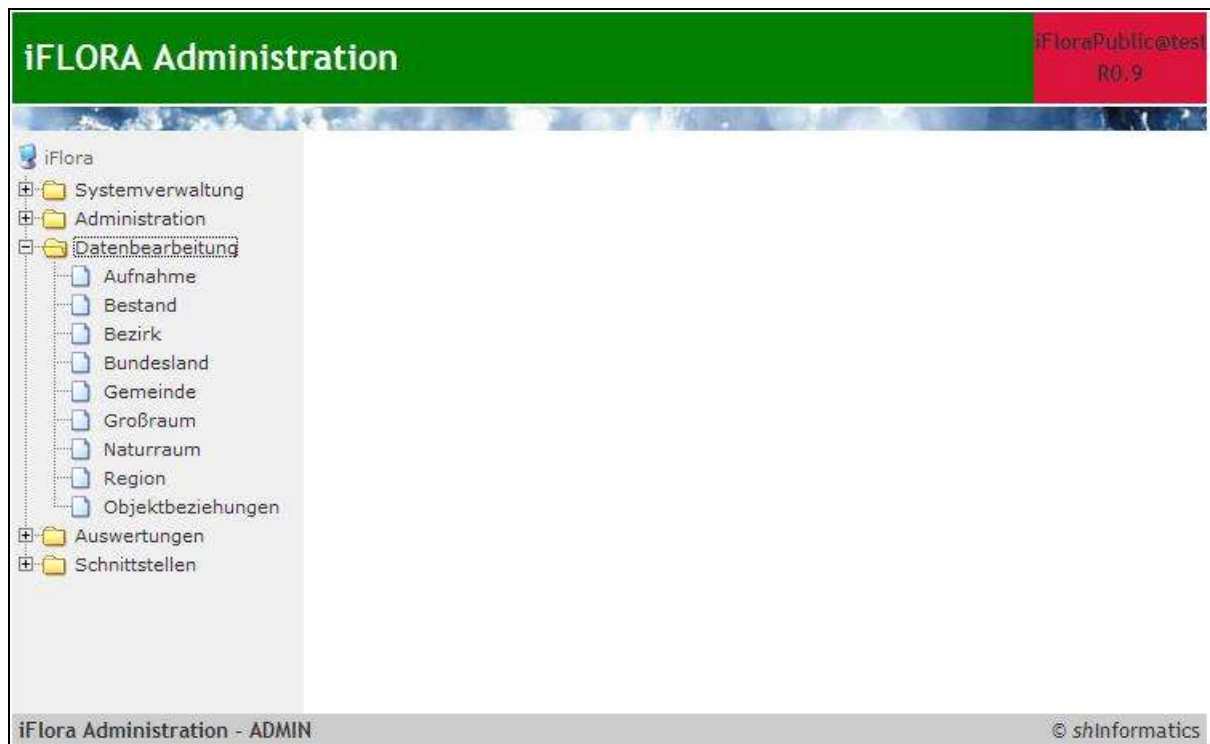 iFLORA Administration
iFloraPublic@test
R0.9
iFlora
Systemverwaltung
Administration
Datenbearbeitung
Aufnahme
Bestand
Bezirk
Bundesland
Gemeinde
Großraum
Naturraum
Region
Objektbeziehungen
Auswertungen
Schnittstellen
iFlora Administration - ADMIN
© shInformatics